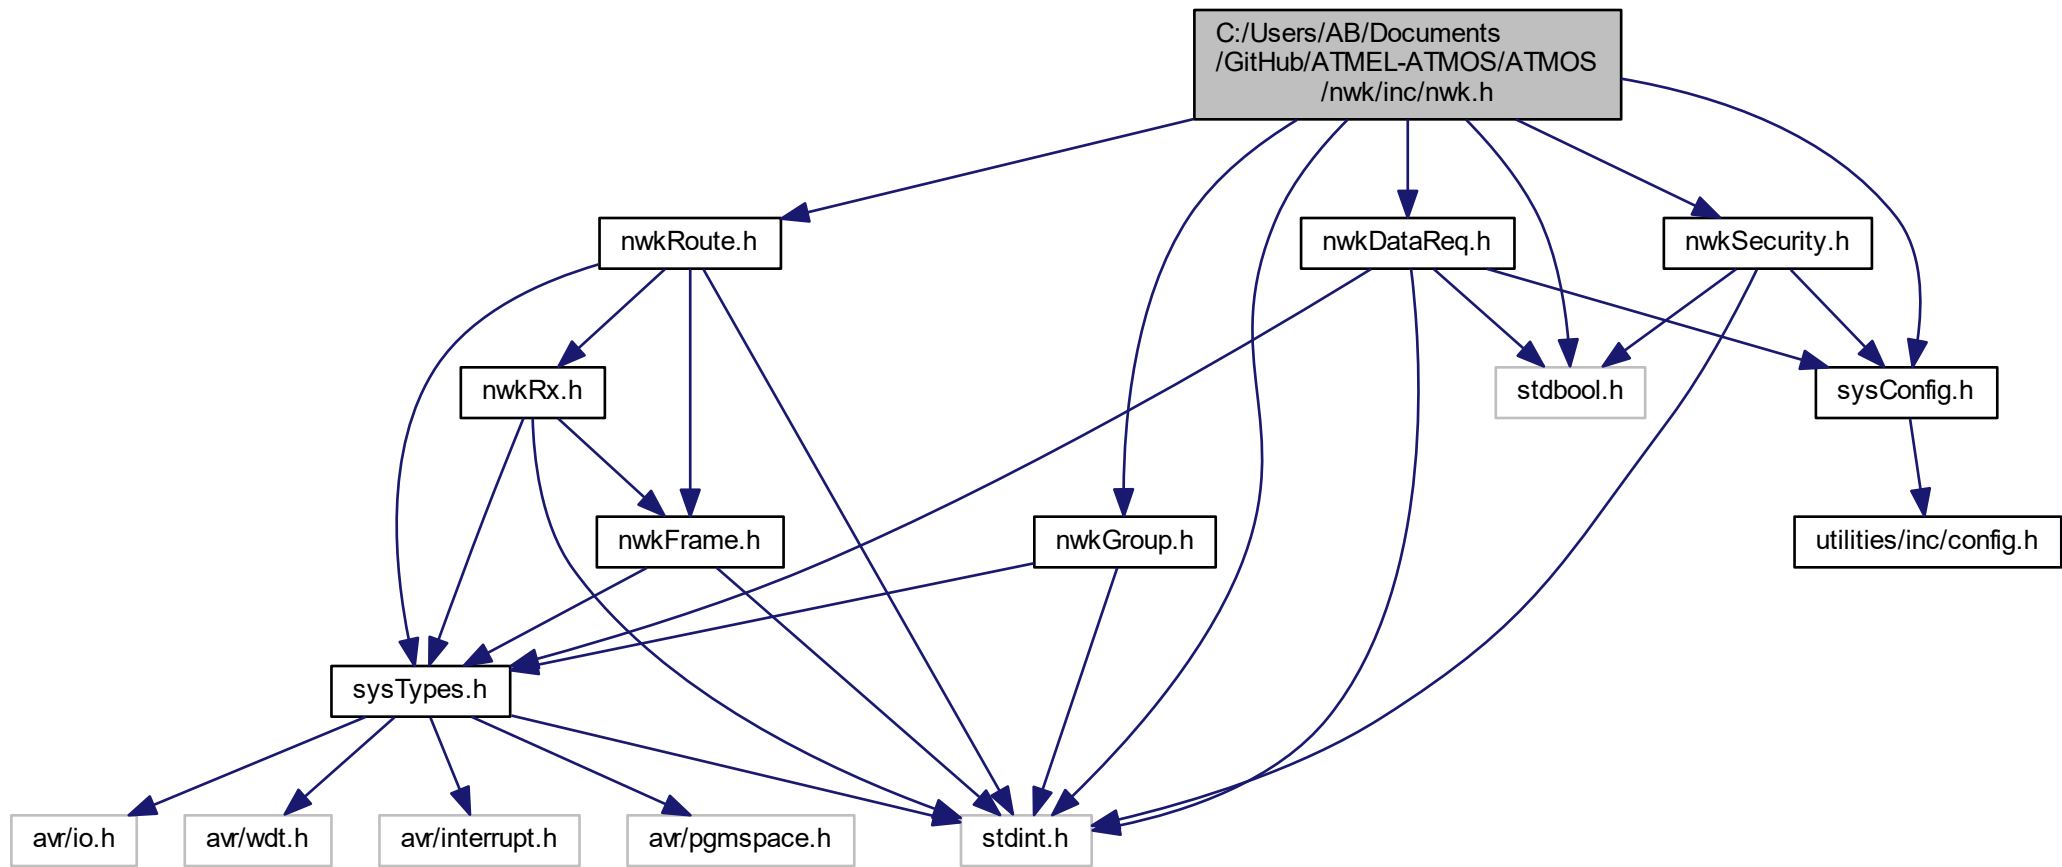 C:/Users/AB/Documents
/GitHub/ATMEL-ATMOS/ATMOS
/nwk/inc/nwk.h
nwkRoute.h
nwkDataReq.h
nwkSecurity.h
nwkRx.h
stdbool.h
sysConfig.h
nwkFrame.h
nwkGroup.h
utilities/inc/config.h
sysTypes.h
avr/io.h
avr/wdt.h
avr/interrupt.h
avr/pgmspace.h
stdint.h